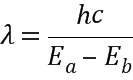 λ = hc / (E_a − E_b)